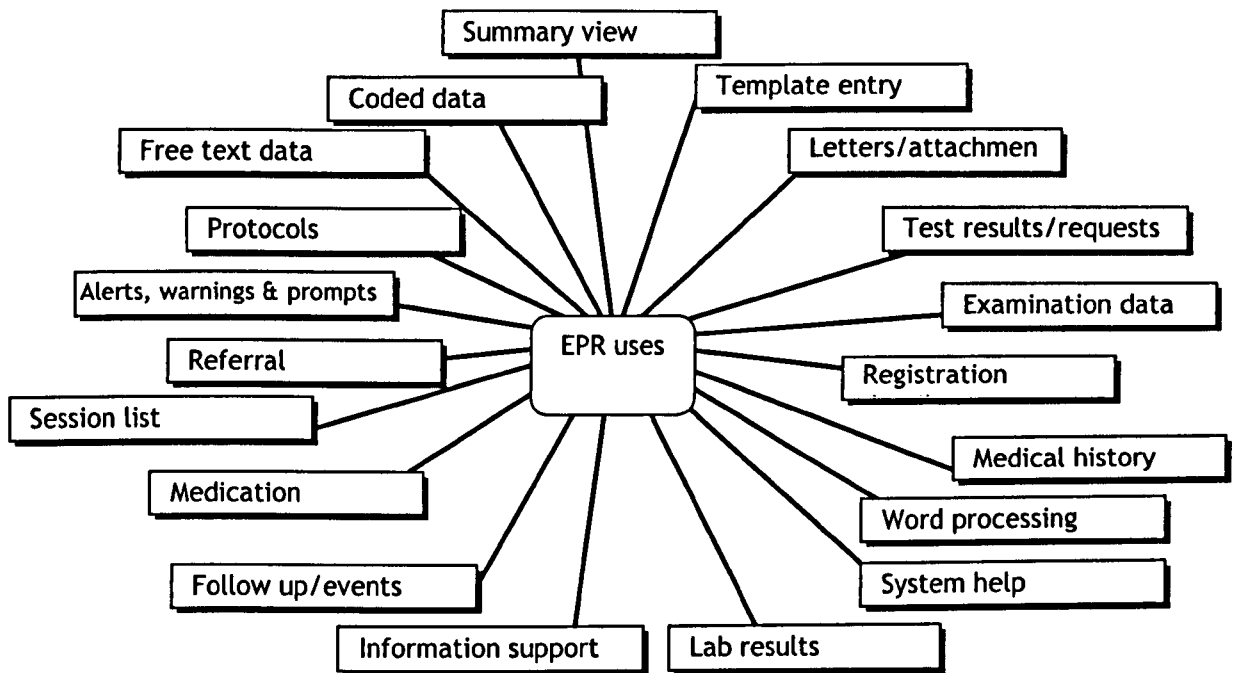 Summary view
Coded data
Template entry
Free text data
Letters/attachmen
Protocols
Test results/requests
Alerts, warnings & prompts
Examination data
EPR uses
Referral
Registration
Session list
Medical history
Medication
Word processing
Follow up/events
System help
Information support
Lab results